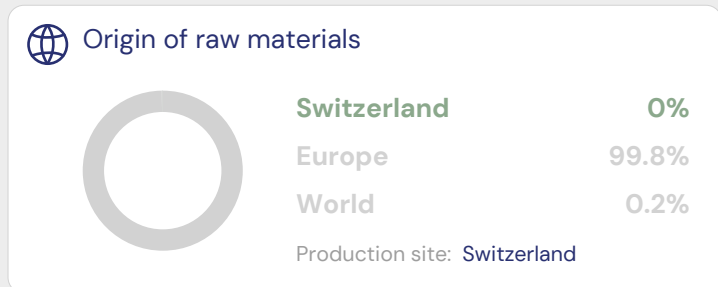 Origin of raw materials
Switzerland 0%
Europe 99.8%
World 0.2%
Production site: Switzerland